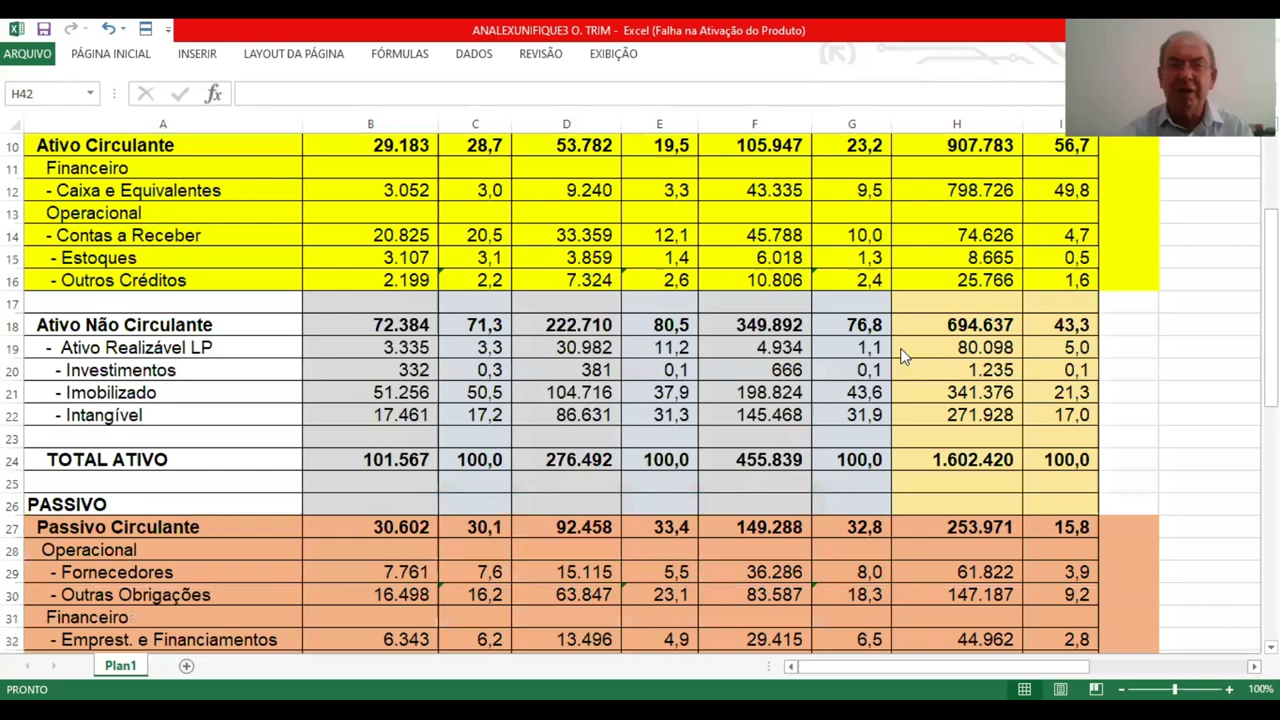 ANALEXUNIFIQUE3 O. TRIM - Excel (Falha na Ativação do Produto)
ARQUIVO PÁGINA INICIAL INSERIR LAYOUT DA PÁGINA FÓRMULAS DADOS REVISÃO EXIBIÇÃO
H42 fx
A B C D E F G H I
10 Ativo Circulante 29.183 28,7 53.782 19,5 105.947 23,2 907.783 56,7
11 Financeiro
12 - Caixa e Equivalentes 3.052 3,0 9.240 3,3 43.335 9,5 798.726 49,8
13 Operacional
14 - Contas a Receber 20.825 20,5 33.359 12,1 45.788 10,0 74.626 4,7
15 - Estoques 3.107 3,1 3.859 1,4 6.018 1,3 8.665 0,5
16 - Outros Créditos 2.199 2,2 7.324 2,6 10.806 2,4 25.766 1,6
17
18 Ativo Não Circulante 72.384 71,3 222.710 80,5 349.892 76,8 694.637 43,3
19 - Ativo Realizável LP 3.335 3,3 30.982 11,2 4.934 1,1 80.098 5,0
20 - Investimentos 332 0,3 381 0,1 666 0,1 1.235 0,1
21 - Imobilizado 51.256 50,5 104.716 37,9 198.824 43,6 341.376 21,3
22 - Intangível 17.461 17,2 86.631 31,3 145.468 31,9 271.928 17,0
23
24 TOTAL ATIVO 101.567 100,0 276.492 100,0 455.839 100,0 1.602.420 100,0
25
26 PASSIVO
27 Passivo Circulante 30.602 30,1 92.458 33,4 149.288 32,8 253.971 15,8
28 Operacional
29 - Fornecedores 7.761 7,6 15.115 5,5 36.286 8,0 61.822 3,9
30 - Outras Obrigações 16.498 16,2 63.847 23,1 83.587 18,3 147.187 9,2
31 Financeiro
32 - Emprest. e Financiamentos 6.343 6,2 13.496 4,9 29.415 6,5 44.962 2,8
Plan1
PRONTO 100%